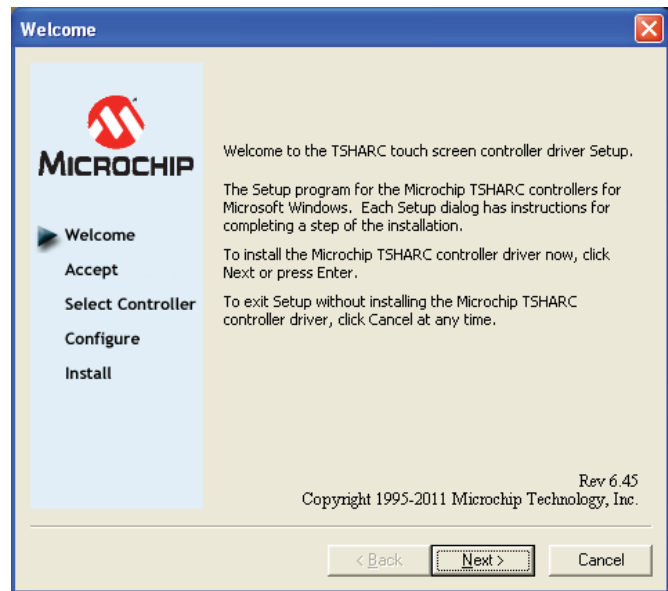 Welcome
MICROCHIP
Welcome
Accept
Select Controller
Configure
Install
Welcome to the TSHARC touch screen controller driver Setup.
The Setup program for the Microchip TSHARC controllers for
Microsoft Windows.  Each Setup dialog has instructions for
completing a step of the installation.
To install the Microchip TSHARC controller driver now, click
Next or press Enter.
To exit Setup without installing the Microchip TSHARC
controller driver, click Cancel at any time.
Rev 6.45
Copyright 1995-2011 Microchip Technology, Inc.
< Back
Next >
Cancel